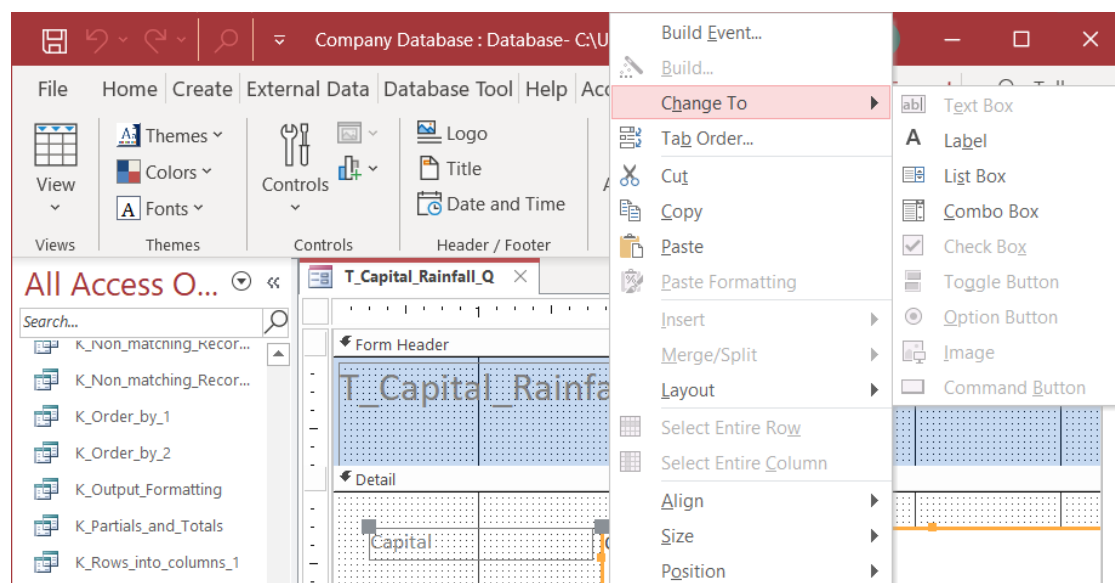 Company Database : Database- C:\U
File Home Create External Data Database Tool Help Acc
View
Themes
Colors
Fonts
Controls
Logo
Title
Date and Time
Views Themes Controls Header / Footer
All Access O...
Search...
K_Non_matching_Recor...
K_Non_matching_Recor...
K_Order_by_1
K_Order_by_2
K_Output_Formatting
K_Partials_and_Totals
K_Rows_into_columns_1
T_Capital_Rainfall_Q
1
Form Header
T_Capital_Rainfa
Detail
Capital
Build Event...
Build...
Change To
Tab Order...
Cut
Copy
Paste
Paste Formatting
Insert
Merge/Split
Layout
Select Entire Row
Select Entire Column
Align
Size
Position
Text Box
Label
List Box
Combo Box
Check Box
Toggle Button
Option Button
Image
Command Button